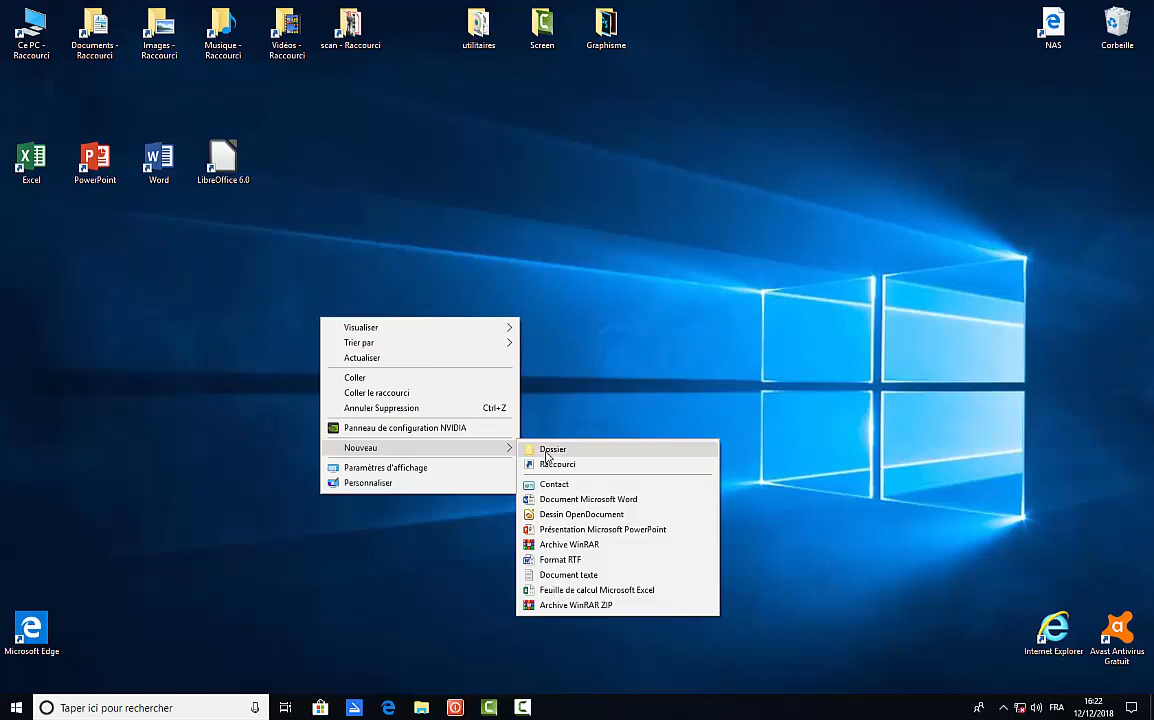 Ce PC -
Raccourci
Documents -
Raccourci
Images -
Raccourci
Musique -
Raccourci
Vidéos -
Raccourci
scan - Raccourci
utilitaires
Screen
Graphisme
NAS
Corbeille
Excel
PowerPoint
Word
LibreOffice 6.0
Visualiser
Trier par
Actualiser
Coller
Coller le raccourci
Annuler Suppression Ctrl+Z
Panneau de configuration NVIDIA
Nouveau
Paramètres d'affichage
Personnaliser
Dossier
Raccourci
Contact
Document Microsoft Word
Dessin OpenDocument
Présentation Microsoft PowerPoint
Archive WinRAR
Format RTF
Document texte
Feuille de calcul Microsoft Excel
Archive WinRAR ZIP
Microsoft Edge
Internet Explorer
Avast Antivirus
Gratuit
Taper ici pour rechercher
FRA
16:22
12/12/2018